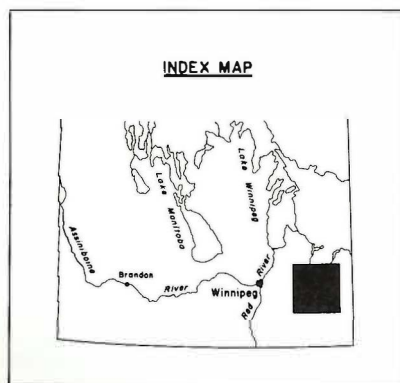 INDEX MAP
Lake
Winnipeg
Lake
Manitoba
Assiniboine
Brandon
River
Winnipeg
River
Red